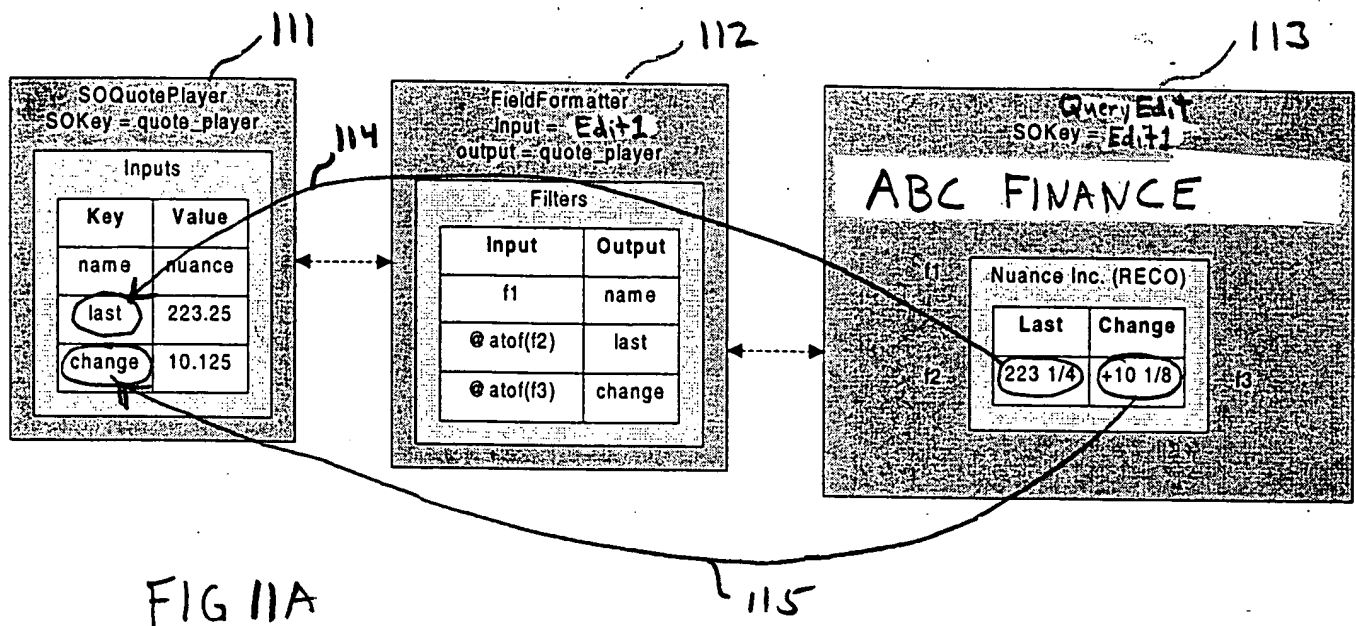 111
112
113
SOQuotePlayer
SOKey = quote_player
Inputs
Key Value
name nuance
last 223.25
change 10.125
114
FieldFormatter
Input = Edit1
output = quote_player
Filters
Input Output
f1 name
@atof(f2) last
@atof(f3) change
QueryEdit
SOKey = Edit1
ABC FINANCE
f1
Nuance Inc. (RECO)
Last Change
f2 223 1/4 +10 1/8 f3
115
FIG 11A